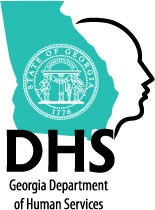 STATE OF GEORGIA
1776
DHS
Georgia Department
of Human Services